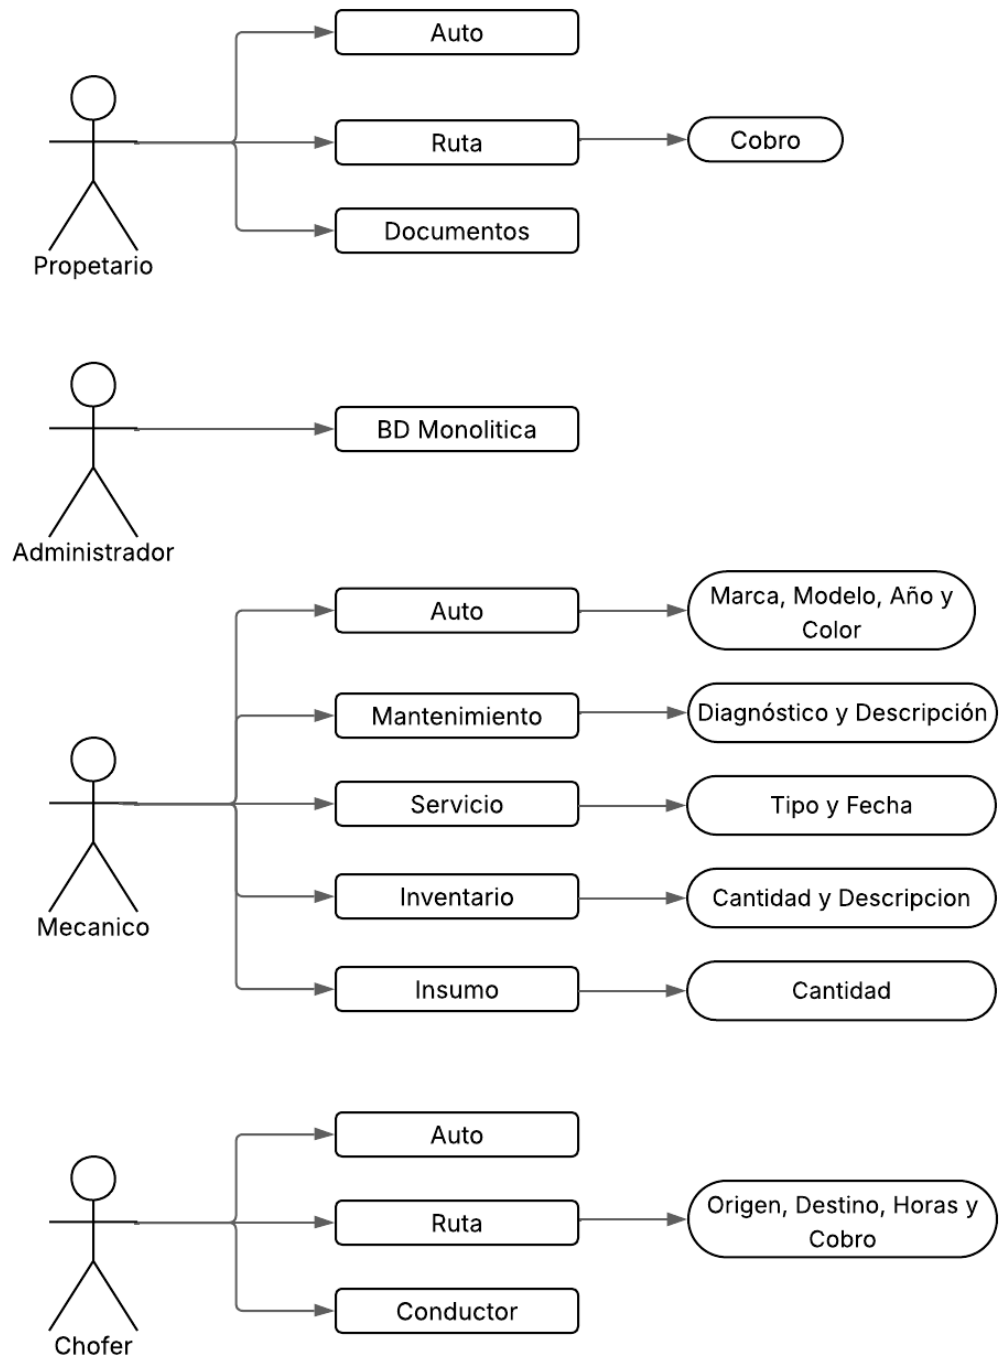 Auto
Ruta
Cobro
Documentos
Propetario
BD Monolitica
Administrador
Auto
Marca, Modelo, Año y
Color
Mantenimiento
Diagnóstico y Descripción
Servicio
Tipo y Fecha
Inventario
Cantidad y Descripcion
Mecanico
Insumo
Cantidad
Auto
Ruta
Origen, Destino, Horas y
Cobro
Conductor
Chofer